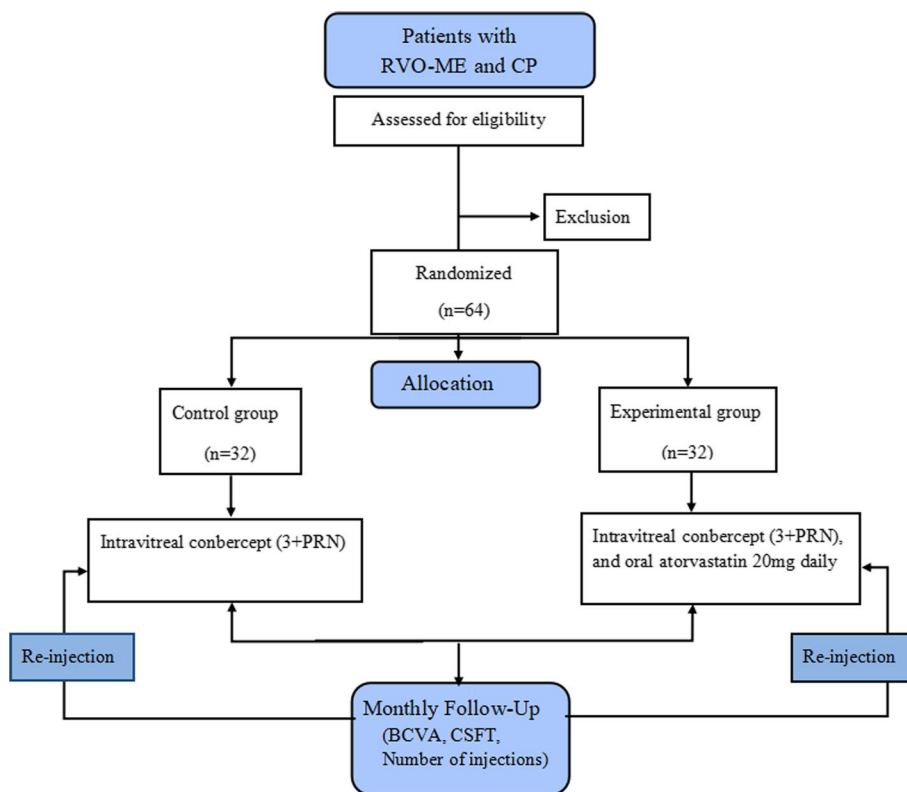 Patients with
RVO-ME and CP
Assessed for eligibility
Exclusion
Randomized
(n=64)
Allocation
Control group
(n=32)
Experimental group
(n=32)
Intravitreal conbercept (3+PRN)
Intravitreal conbercept (3+PRN),
and oral atorvastatin 20mg daily
Re-injection
Re-injection
Monthly Follow-Up
(BCVA, CSFT,
Number of injections)